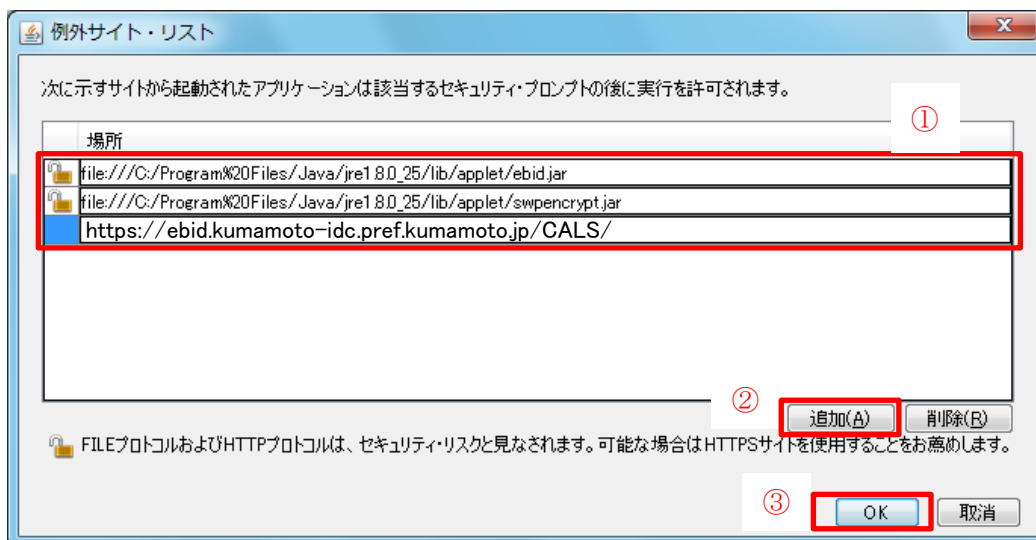 例外サイト・リスト
次に示すサイトから起動されたアプリケーションは該当するセキュリティ・プロンプトの後に実行を許可されます。
①
場所
file:///C:/Program%20Files/Java/jre1.8.0_25/lib/applet/ebid.jar
file:///C:/Program%20Files/Java/jre1.8.0_25/lib/applet/swpencrypt.jar
https://ebid.kumamoto-idc.pref.kumamoto.jp/CALS/
②
追加(A) 削除(R)
FILEプロトコルおよびHTTPプロトコルは、セキュリティ・リスクと見なされます。可能な場合はHTTPSサイトを使用することをお薦めします。
③
OK 取消